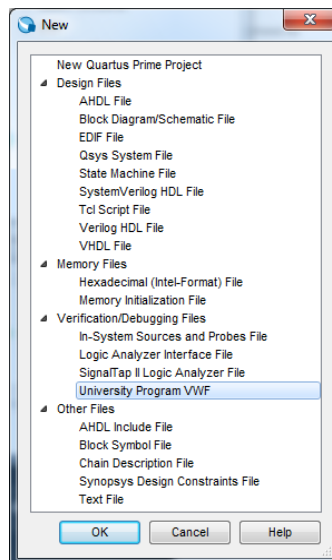 New
New Quartus Prime Project
Design Files
AHDL File
Block Diagram/Schematic File
EDIF File
Qsys System File
State Machine File
SystemVerilog HDL File
Tcl Script File
Verilog HDL File
VHDL File
Memory Files
Hexadecimal (Intel-Format) File
Memory Initialization File
Verification/Debugging Files
In-System Sources and Probes File
Logic Analyzer Interface File
SignalTap II Logic Analyzer File
University Program VWF
Other Files
AHDL Include File
Block Symbol File
Chain Description File
Synopsys Design Constraints File
Text File
OK Cancel Help